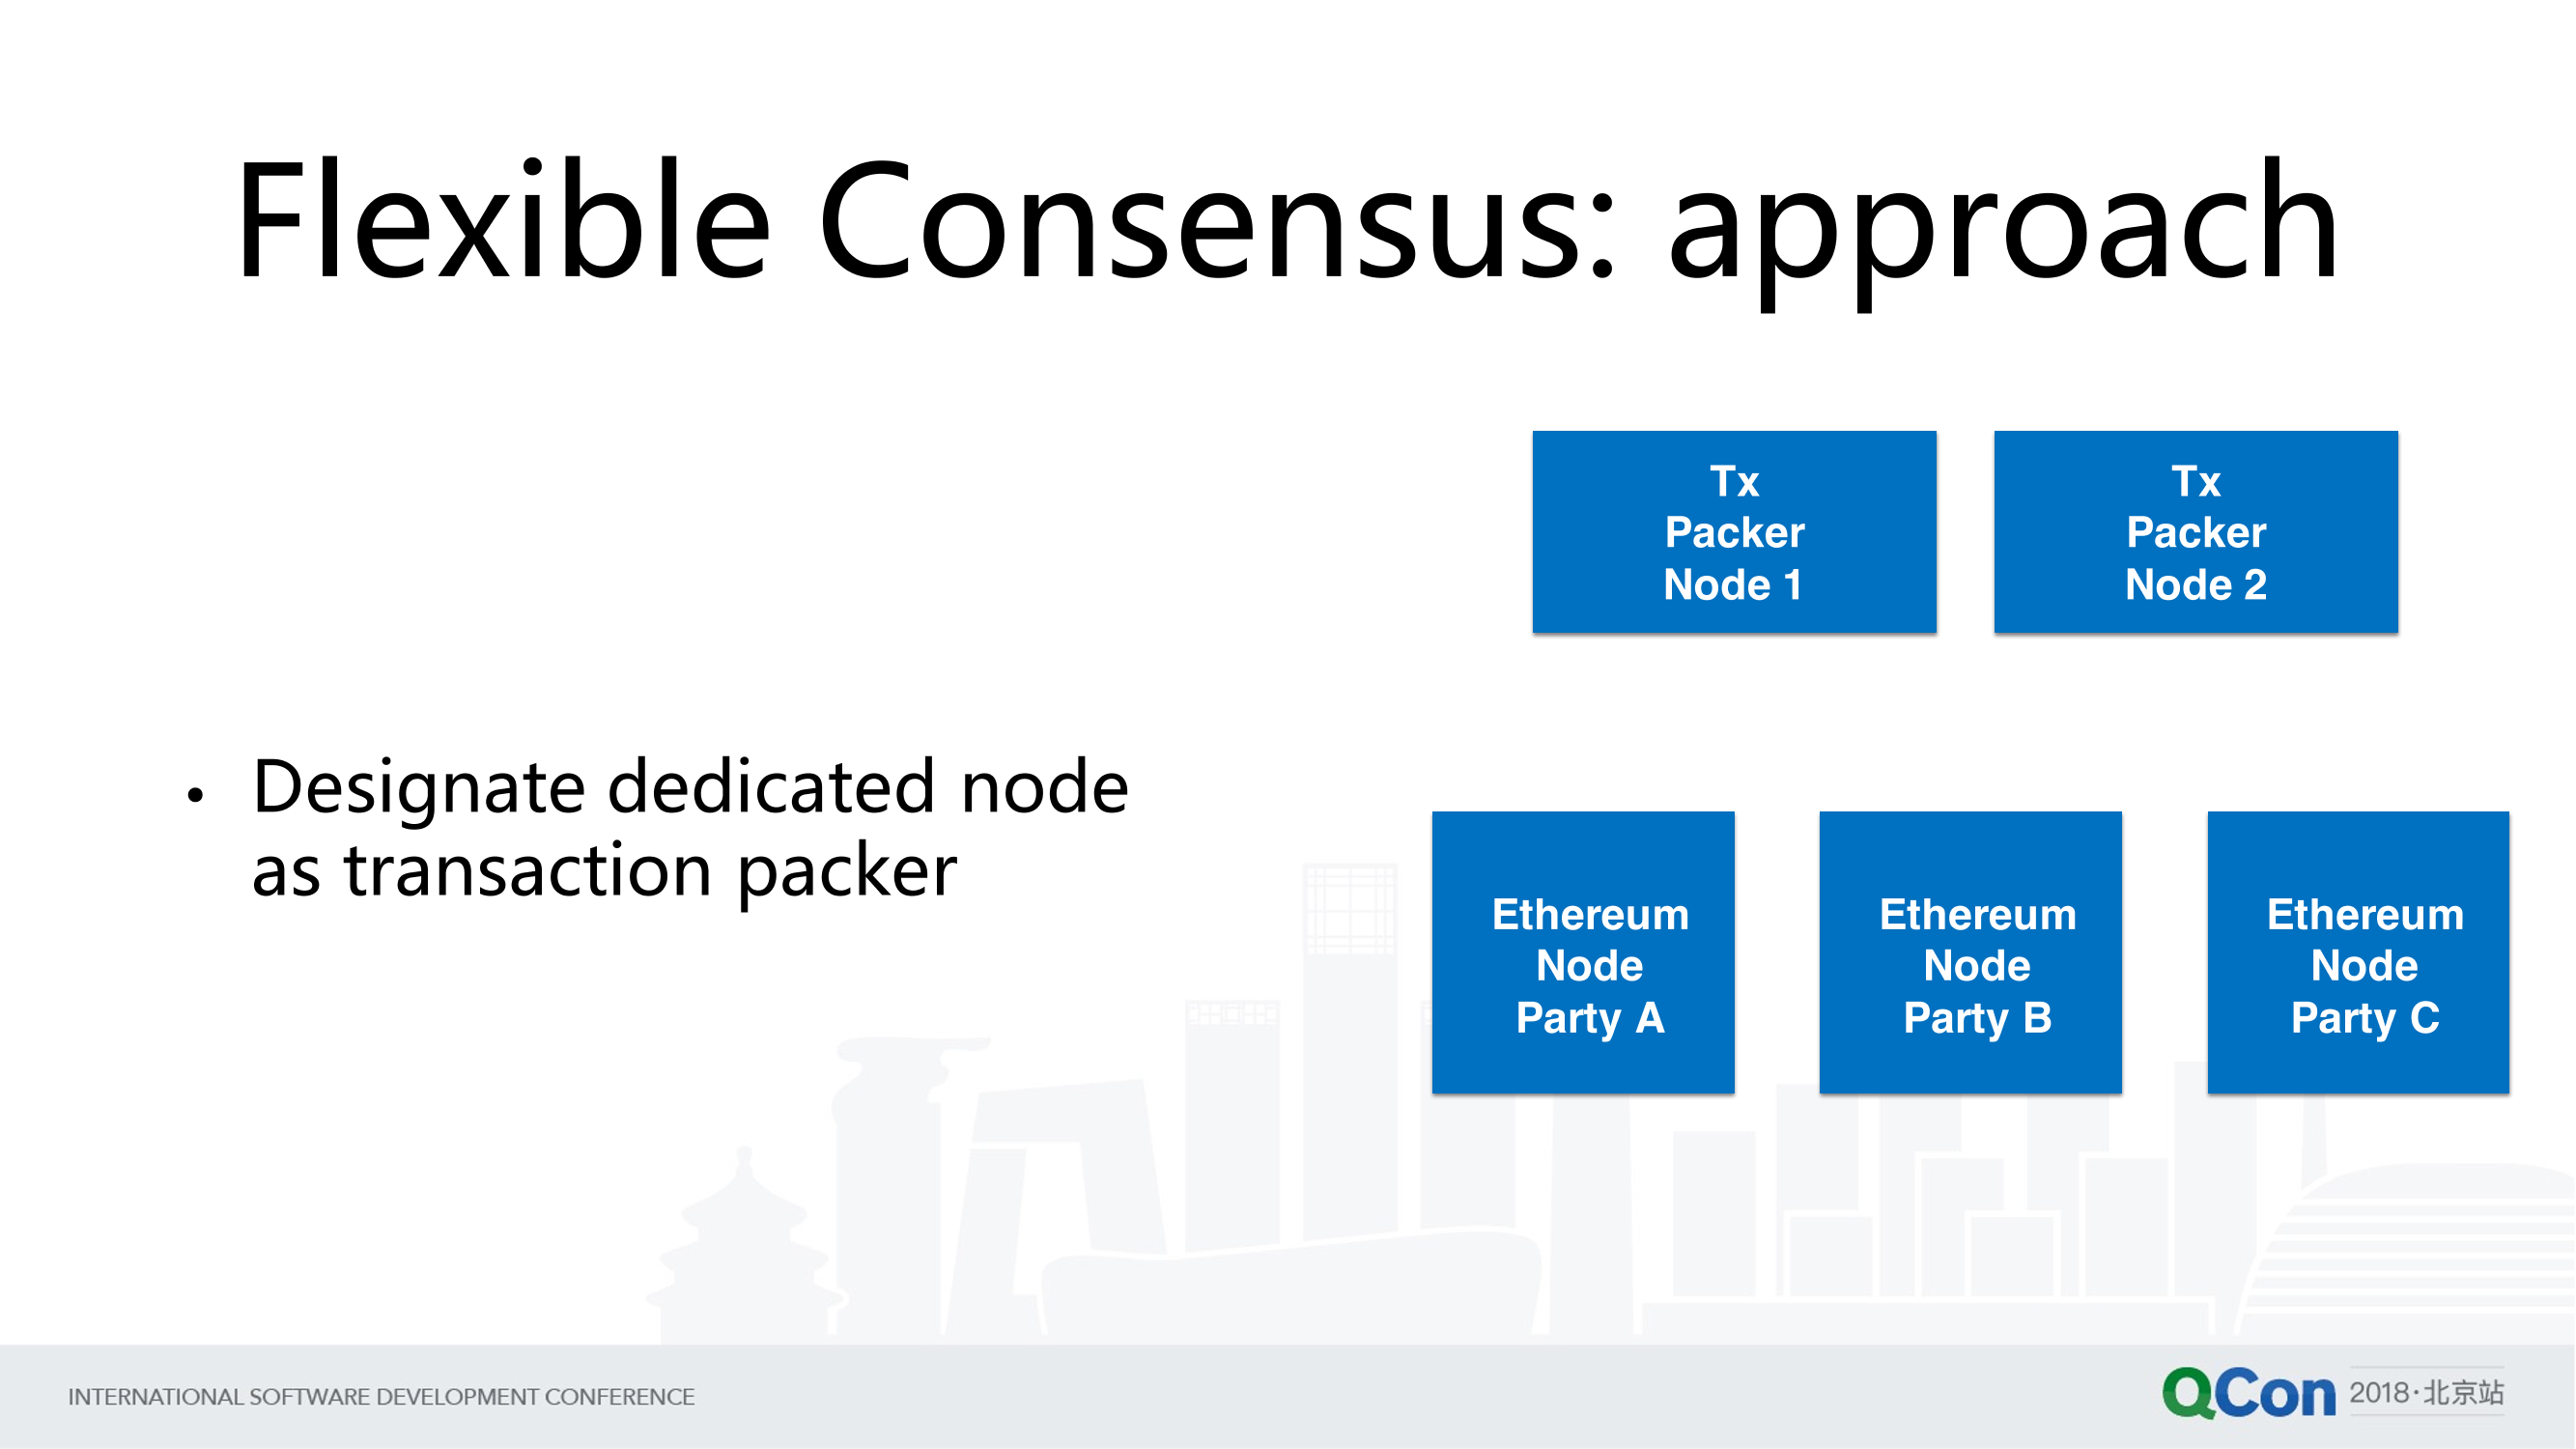 Flexible Consensus: approach
Tx
Packer
Node 1
Tx
Packer
Node 2
• Designate dedicated node
as transaction packer
Ethereum
Node
Party A
Ethereum
Node
Party B
Ethereum
Node
Party C
INTERNATIONAL SOFTWARE DEVELOPMENT CONFERENCE
QCon 2018·北京站